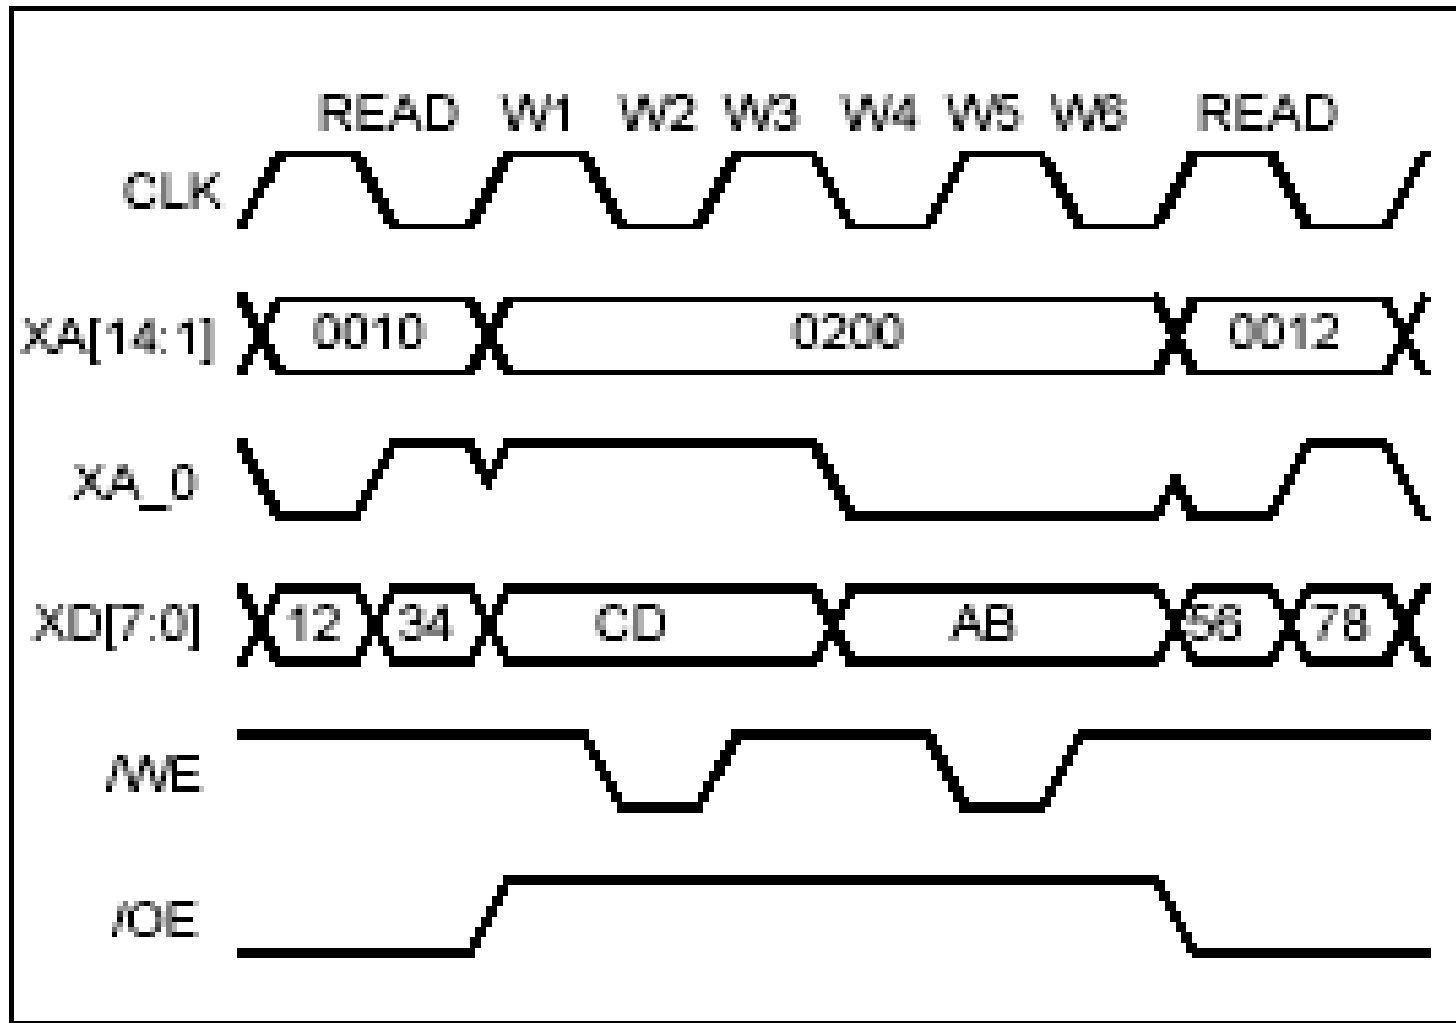 READ W1 W2 W3 W4 W5 W6 READ
CLK
XA[14:1] 0010 0200 0012
XA_0
XD[7:0] 12 34 CD AB 56 78
/WE
/OE